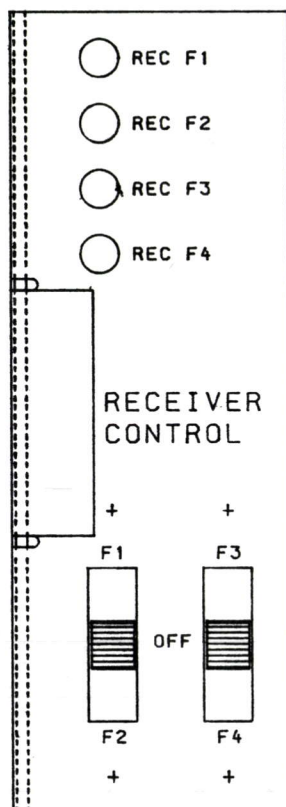 REC F1
REC F2
REC F3
REC F4
RECEIVER
CONTROL
F1 F3
OFF
F2 F4